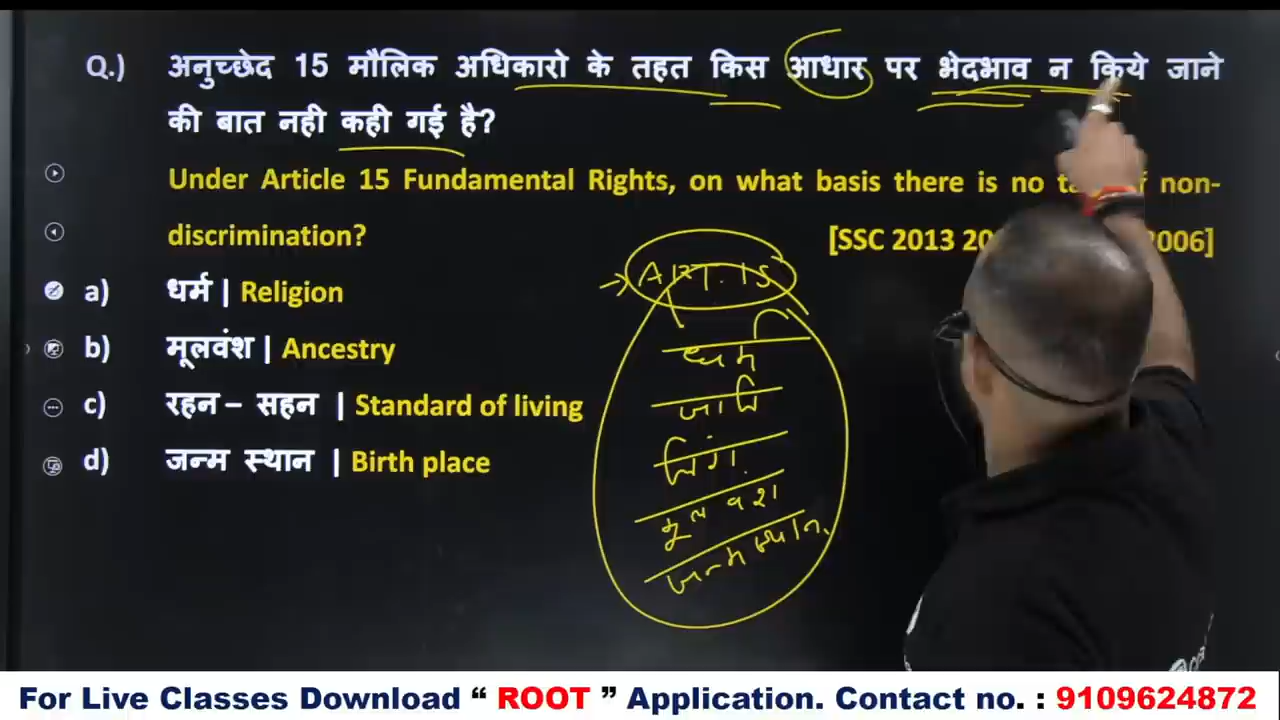 Q.) अनुच्छेद 15 मौलिक अधिकारो के तहत किस आधार पर भेदभाव न किये जाने
की बात नही कही गई है?
Under Article 15 Fundamental Rights, on what basis there is no non-
discrimination? [SSC 2013 2006]
a) धर्म | Religion
b) मूलवंश | Ancestry
c) रहन – सहन | Standard of living
d) जन्म स्थान | Birth place
ART. 15
धर्म
जाति
लिंग
मूलवंश
जन्म स्थान
For Live Classes Download “ ROOT ” Application. Contact no. : 9109624872